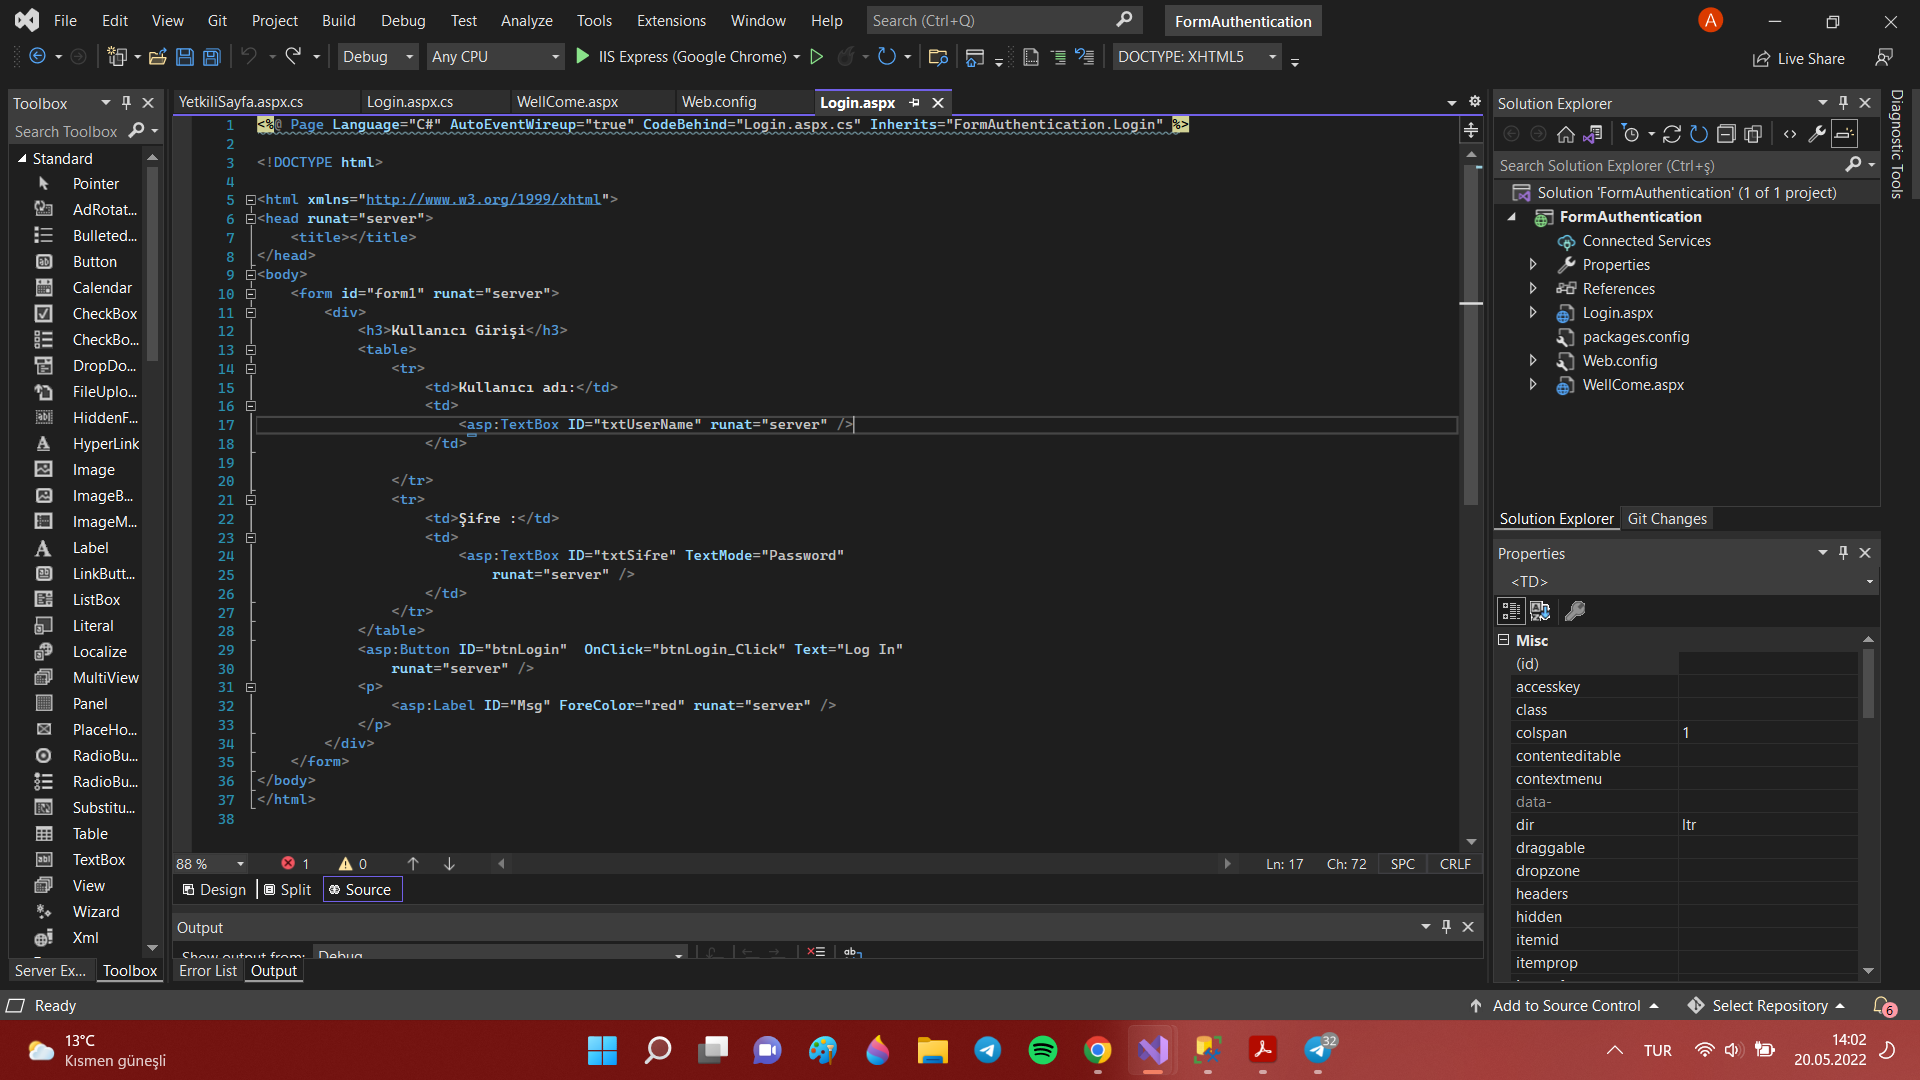 File Edit View Git Project Build Debug Test Analyze Tools Extensions Window Help Search (Ctrl+Q) FormAuthentication A
Debug Any CPU IIS Express (Google Chrome) DOCTYPE: XHTML5 Live Share
Toolbox
Search Toolbox
Standard
Pointer
AdRotat...
Bulleted...
Button
Calendar
CheckBox
CheckBo...
DropDo...
FileUplo...
HiddenF...
HyperLink
Image
ImageB...
ImageM...
Label
LinkButt...
ListBox
Literal
Localize
MultiView
Panel
PlaceHo...
RadioBu...
RadioBu...
Substitu...
Table
TextBox
View
Wizard
Xml
Server Ex... Toolbox
YetkiliSayfa.aspx.cs Login.aspx.cs WellCome.aspx Web.config Login.aspx
1 <%@ Page Language="C#" AutoEventWireup="true" CodeBehind="Login.aspx.cs" Inherits="FormAuthentication.Login" %>
2
3 <!DOCTYPE html>
4
5 <html xmlns="http://www.w3.org/1999/xhtml">
6 <head runat="server">
7 <title></title>
8 </head>
9 <body>
10 <form id="form1" runat="server">
11 <div>
12 <h3>Kullanıcı Girişi</h3>
13 <table>
14 <tr>
15 <td>Kullanıcı adı:</td>
16 <td>
17 <asp:TextBox ID="txtUserName" runat="server" />
18 </td>
19
20 </tr>
21 <tr>
22 <td>Şifre :</td>
23 <td>
24 <asp:TextBox ID="txtSifre" TextMode="Password"
25 runat="server" />
26 </td>
27 </tr>
28 </table>
29 <asp:Button ID="btnLogin"  OnClick="btnLogin_Click" Text="Log In"
30 runat="server" />
31 <p>
32 <asp:Label ID="Msg" ForeColor="red" runat="server" />
33 </p>
34 </div>
35 </form>
36 </body>
37 </html>
38
88 % 1 0 Ln: 17 Ch: 72 SPC CRLF
Design Split Source
Output
Show output from: Debug
Error List Output
Solution Explorer
Search Solution Explorer (Ctrl+ş)
Solution 'FormAuthentication' (1 of 1 project)
FormAuthentication
Connected Services
Properties
References
Login.aspx
packages.config
Web.config
WellCome.aspx
Solution Explorer Git Changes
Properties
<TD>
Misc
(id)
accesskey
class
colspan 1
contenteditable
contextmenu
data-
dir ltr
draggable
dropzone
headers
hidden
itemid
itemprop
Diagnostic Tools
Ready Add to Source Control Select Repository 6
13°C
Kısmen güneşli
32
TUR
14:02
20.05.2022